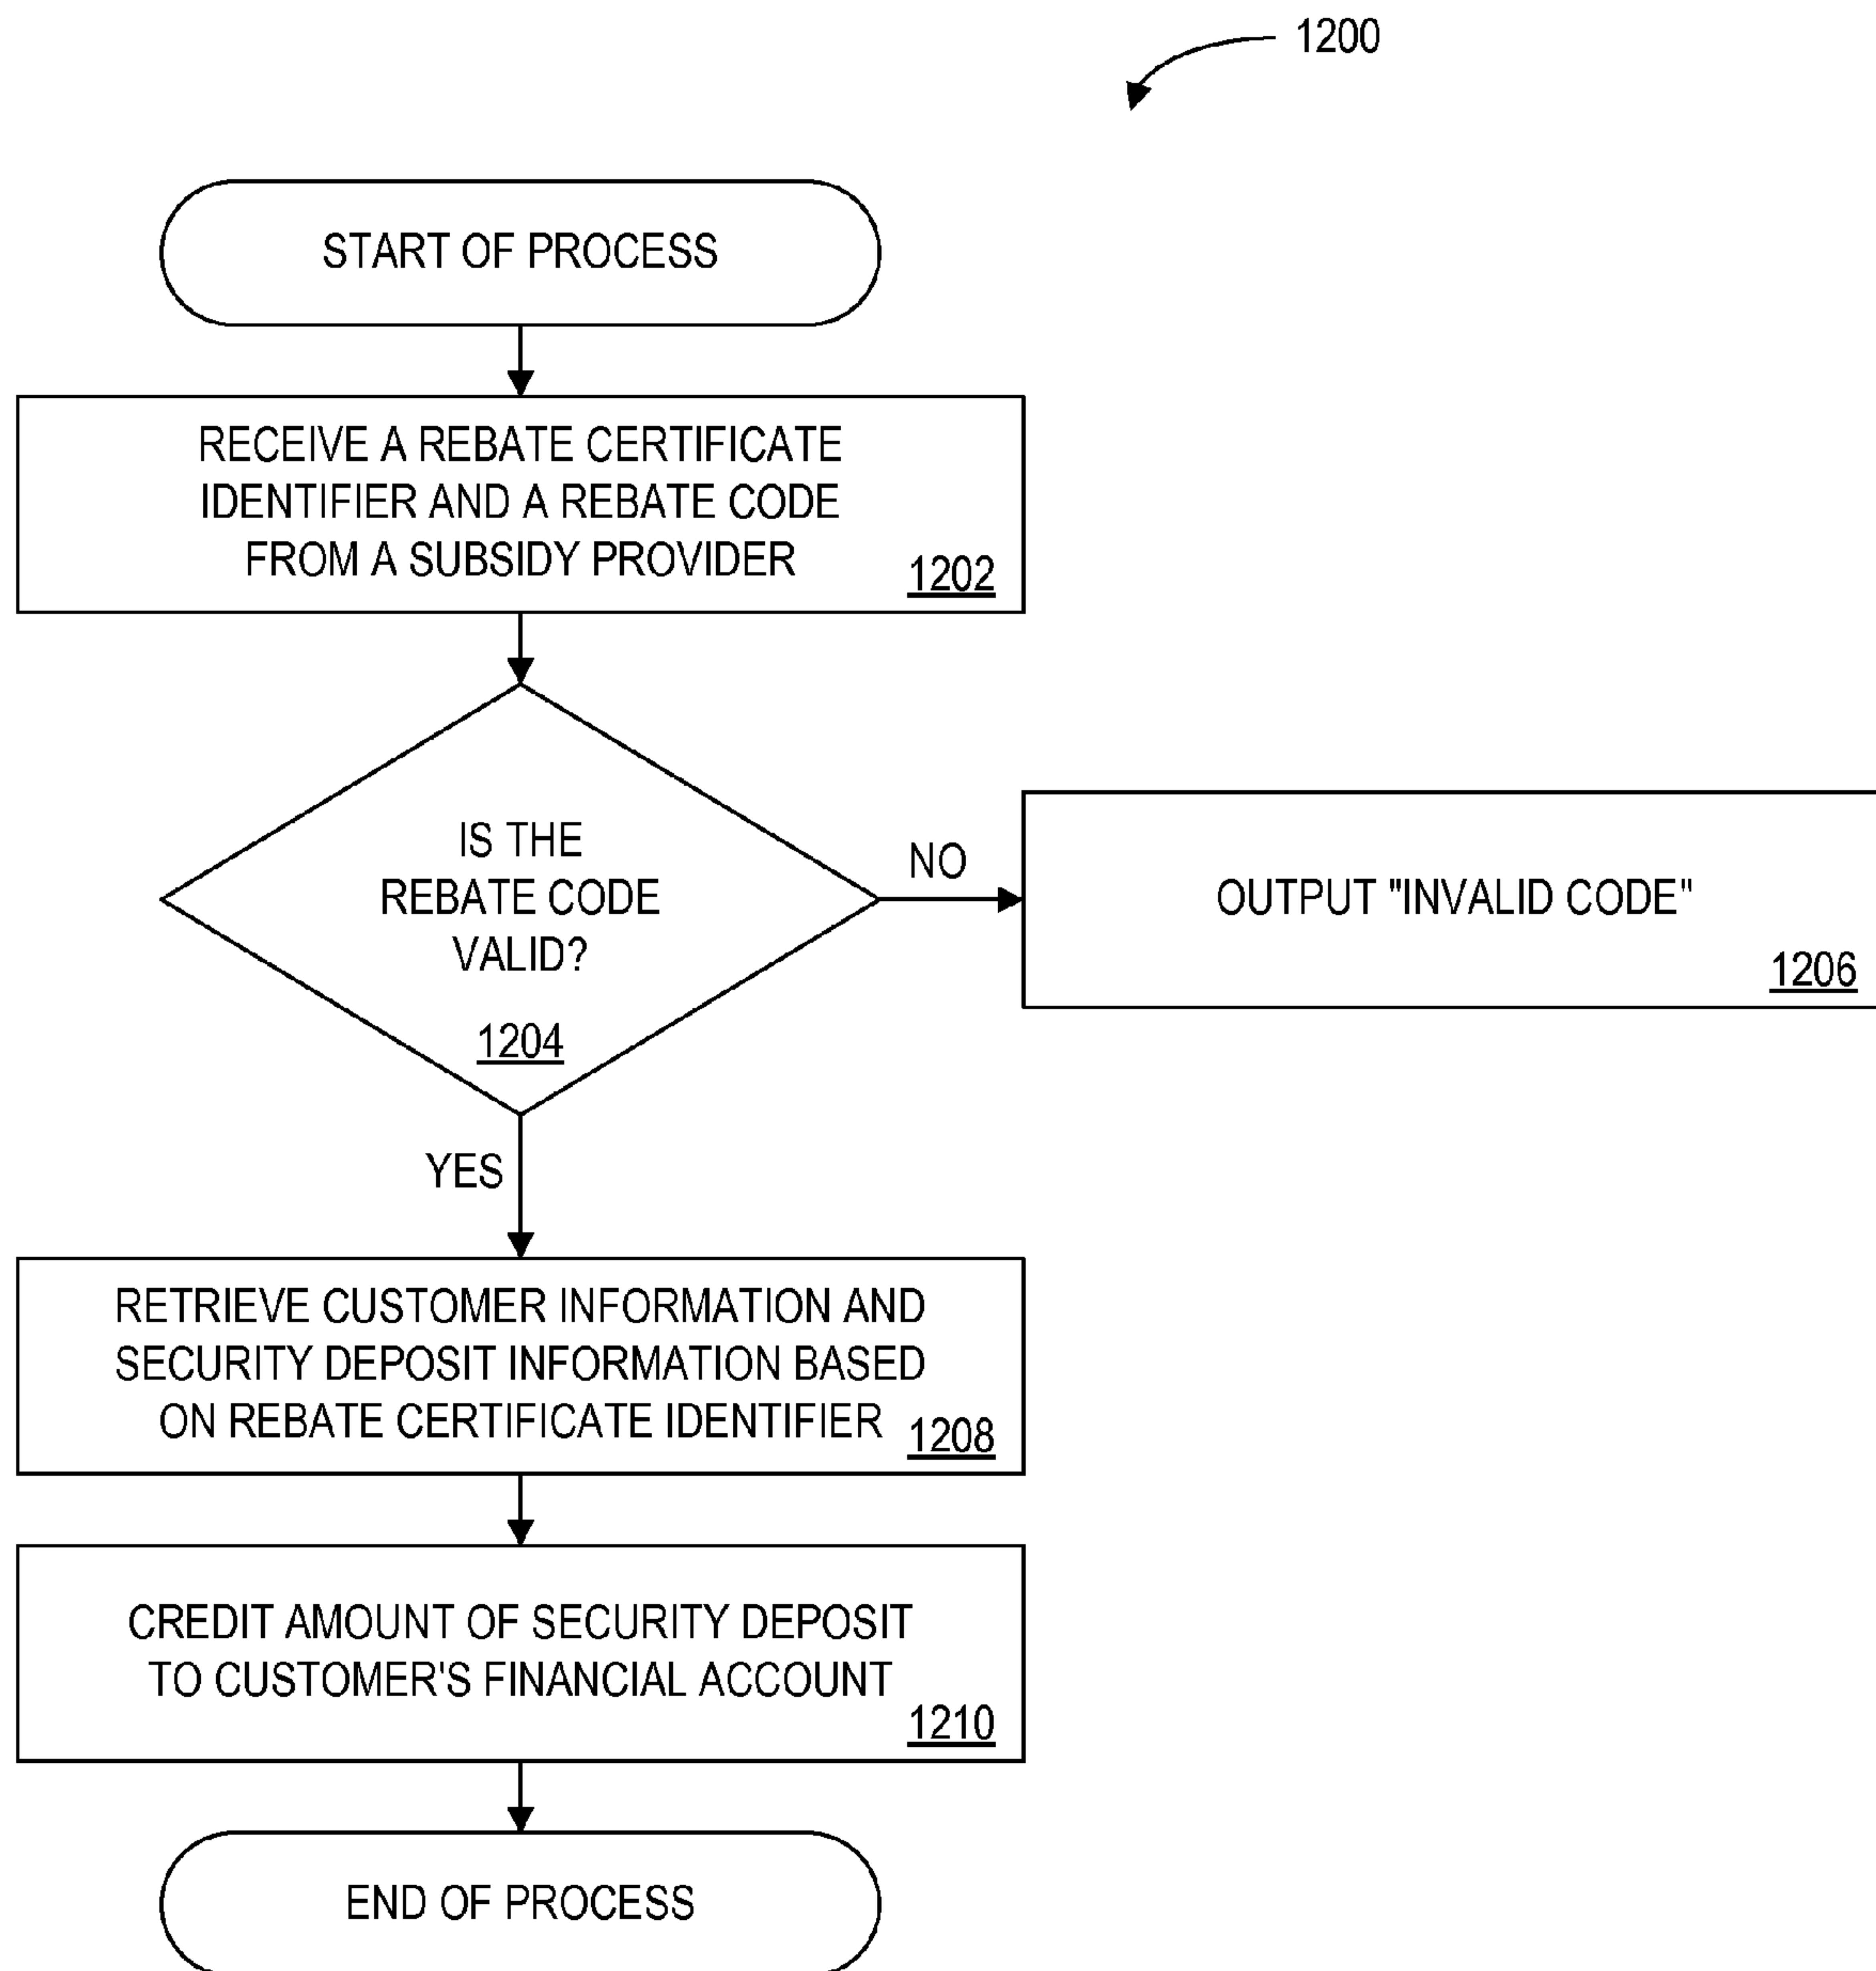 1200
START OF PROCESS
RECEIVE A REBATE CERTIFICATE
IDENTIFIER AND A REBATE CODE
FROM A SUBSIDY PROVIDER
1202
IS THE
REBATE CODE
VALID?
1204
NO
OUTPUT "INVALID CODE"
1206
YES
RETRIEVE CUSTOMER INFORMATION AND
SECURITY DEPOSIT INFORMATION BASED
ON REBATE CERTIFICATE IDENTIFIER
1208
CREDIT AMOUNT OF SECURITY DEPOSIT
TO CUSTOMER'S FINANCIAL ACCOUNT
1210
END OF PROCESS